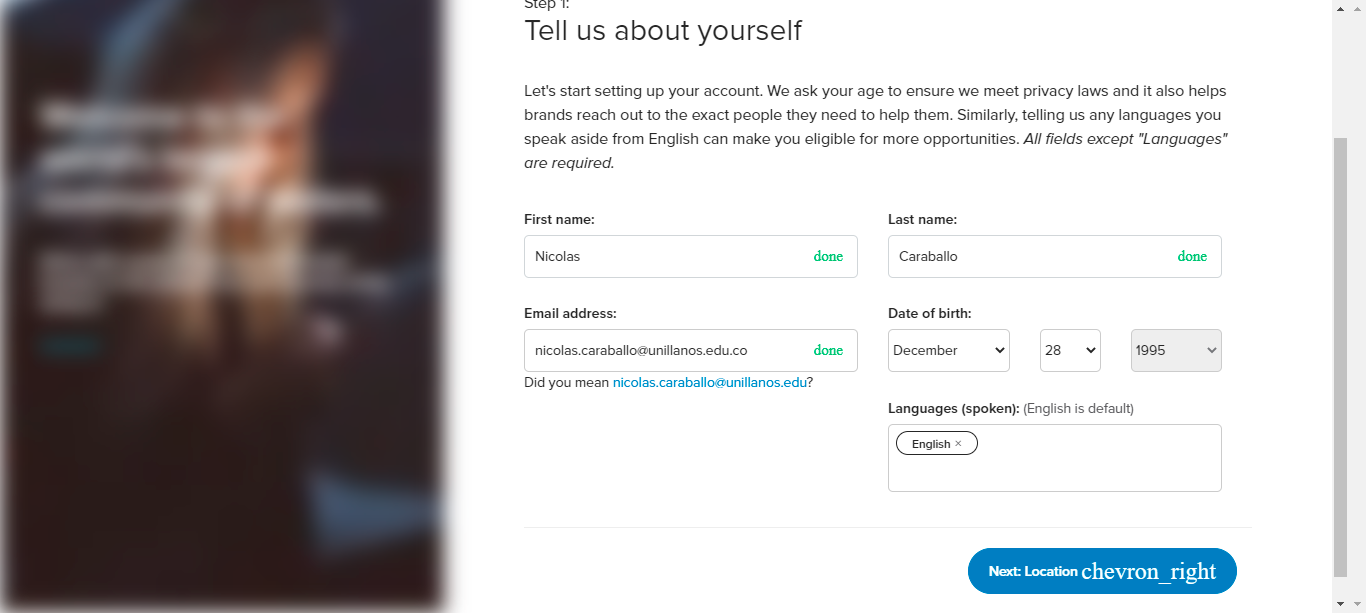 Step 1:
Tell us about yourself
Let's start setting up your account. We ask your age to ensure we meet privacy laws and it also helps
brands reach out to the exact people they need to help them. Similarly, telling us any languages you
speak aside from English can make you eligible for more opportunities. All fields except "Languages"
are required.
First name:
Last name:
Nicolas done
Caraballo done
Email address:
Date of birth:
nicolas.caraballo@unillanos.edu.co done
December 28 1995
Did you mean nicolas.caraballo@unillanos.edu?
Languages (spoken): (English is default)
English ×
Next: Location chevron_right